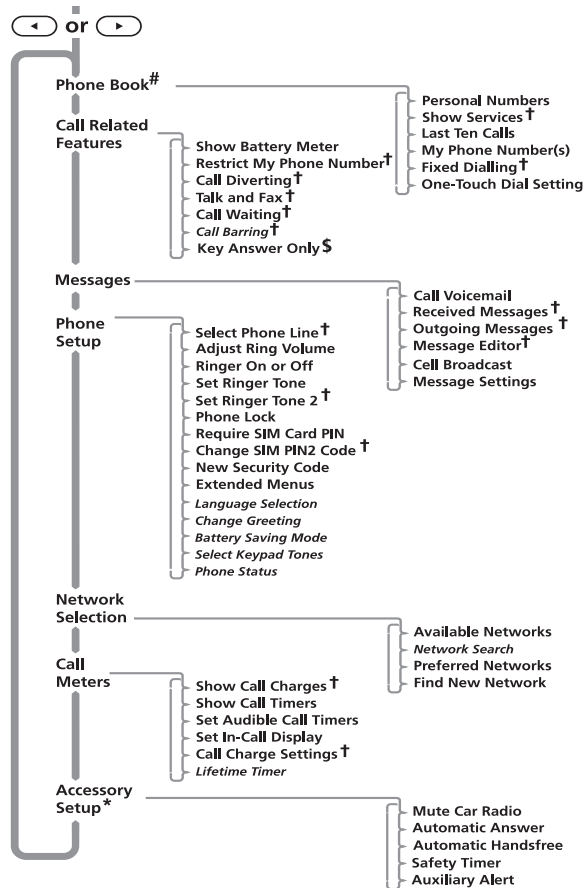 or
Phone Book#
Personal Numbers
Show Services†
Last Ten Calls
My Phone Number(s)
Fixed Dialling†
One-Touch Dial Setting
Call Related
Features
Show Battery Meter
Restrict My Phone Number†
Call Diverting†
Talk and Fax†
Call Waiting†
Call Barring†
Key Answer Only$
Messages
Call Voicemail
Received Messages†
Outgoing Messages†
Message Editor†
Cell Broadcast
Message Settings
Phone
Setup
Select Phone Line†
Adjust Ring Volume
Ringer On or Off
Set Ringer Tone
Set Ringer Tone 2†
Phone Lock
Require SIM Card PIN
Change SIM PIN2 Code†
New Security Code
Extended Menus
Language Selection
Change Greeting
Battery Saving Mode
Select Keypad Tones
Phone Status
Network
Selection
Available Networks
Network Search
Preferred Networks
Find New Network
Call
Meters
Show Call Charges†
Show Call Timers
Set Audible Call Timers
Set In-Call Display
Call Charge Settings†
Lifetime Timer
Accessory
Setup*
Mute Car Radio
Automatic Answer
Automatic Handsfree
Safety Timer
Auxiliary Alert